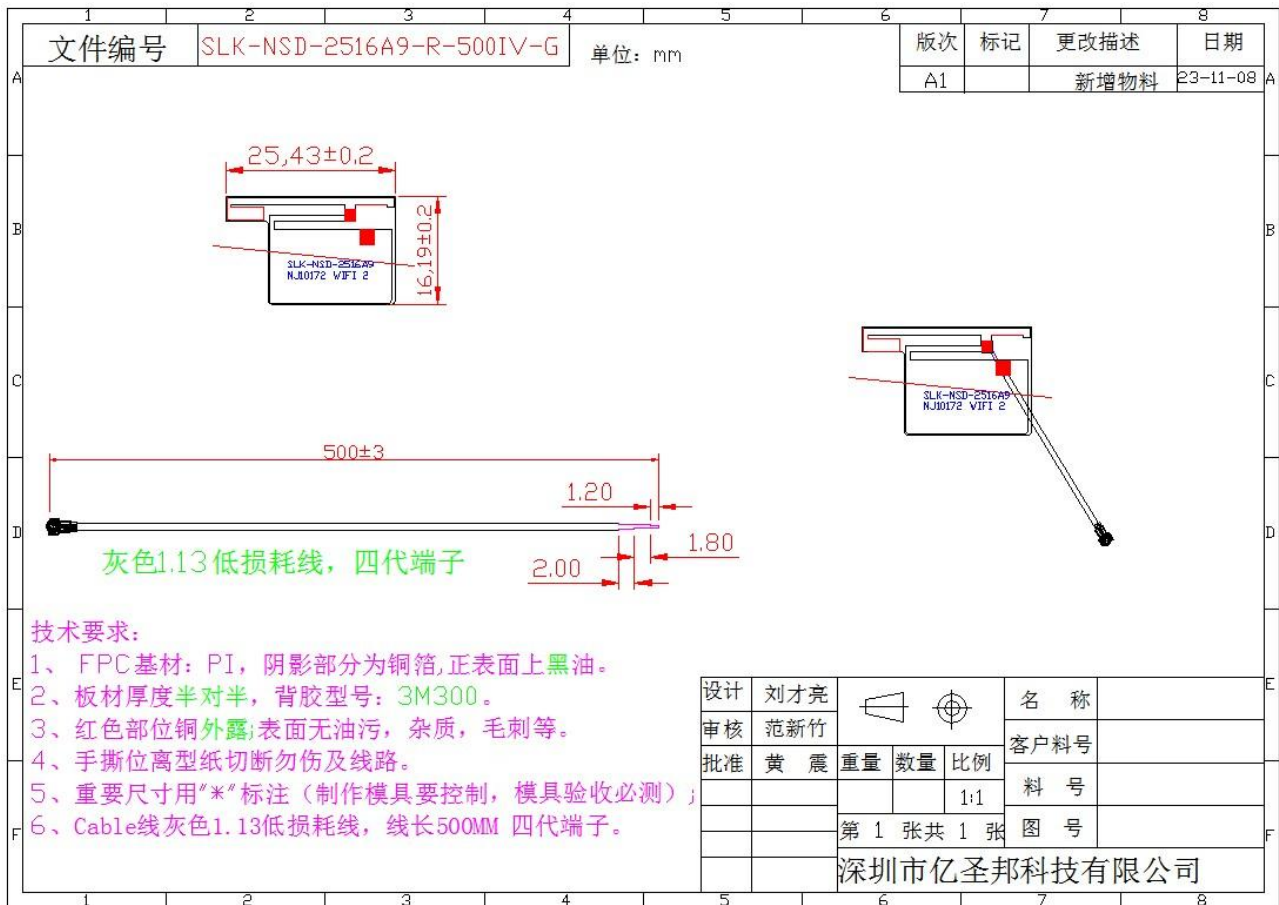 1 2 3 4 5 6 7 8
文件编号 SLK-NSD-2516A9-R-500IV-G 单位：mm
版次 标记 更改描述 日期
A1 新增物料 23-11-08
A A
25,43±0.2
16,19±0.2
B B
SLK-NSD-2516A9
NJ10172 WIFI 2
C C
SLK-NSD-2516A9
NJ10172 WIFI 2
500±3
1.20
D D
1.80
2.00
灰色1.13低损耗线，四代端子
技术要求：
1、 FPC基材：PI，阴影部分为铜箔,正表面上黑油。
2、板材厚度半对半，背胶型号：3M300。
3、红色部位铜外露;表面无油污，杂质，毛刺等。
4、手撕位离型纸切断勿伤及线路。
5、重要尺寸用"*"标注（制作模具要控制，模具验收必测）;
6、Cable线灰色1.13低损耗线，线长500MM 四代端子。
E E
F F
设计 刘才亮 名 称
审核 范新竹 客户料号
批准 黄 震 重量 数量 比例
1:1 料 号
第 1 张共 1 张 图 号
深圳市亿圣邦科技有限公司
1 2 3 4 5 6 7 8